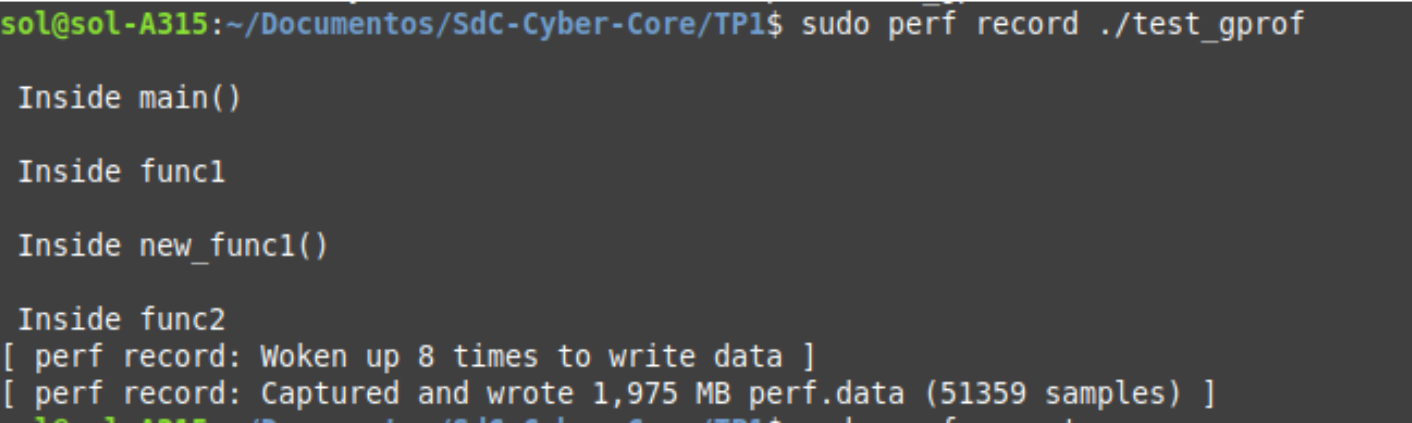 sol@sol-A315:~/Documentos/SdC-Cyber-Core/TP1$ sudo perf record ./test_gprof
Inside main()
Inside func1
Inside new_func1()
Inside func2
[ perf record: Woken up 8 times to write data ]
[ perf record: Captured and wrote 1,975 MB perf.data (51359 samples) ]